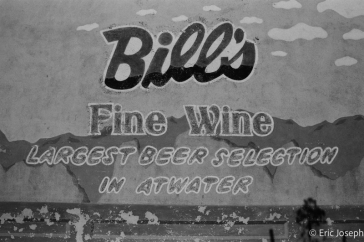 Bill's
Fine Wine
LARGEST BEER SELECTION
IN ATWATER
© Eric Joseph